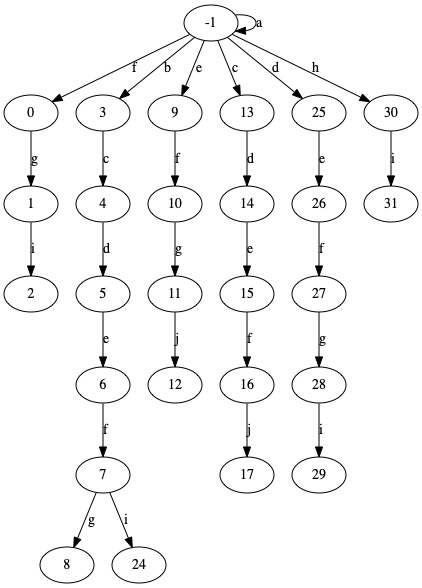 -1 a
f b e c d h
0 3 9 13 25 30
g c f d e i
1 4 10 14 26 31
i d g e f
2 5 11 15 27
e j f g
6 12 16 28
f j i
7 17 29
g i
8 24